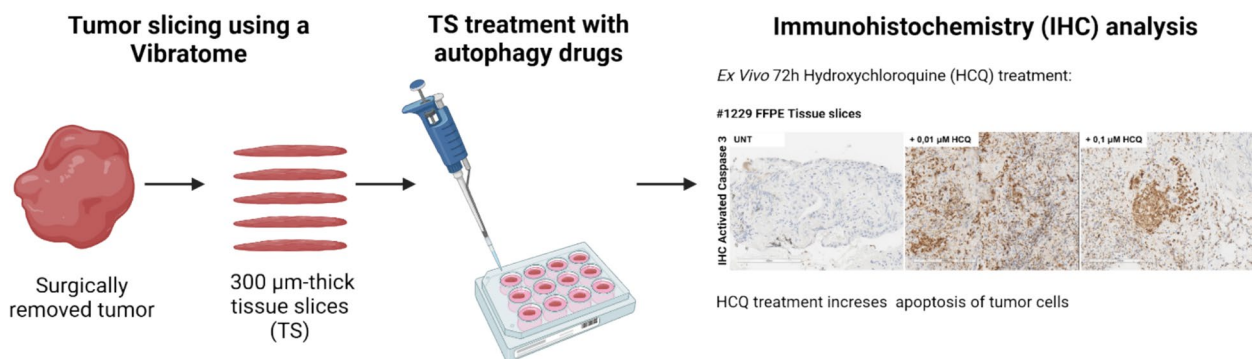 Tumor slicing using a
Vibratome
Surgically
removed tumor
300 µm-thick
tissue slices
(TS)
TS treatment with
autophagy drugs
Immunohistochemistry (IHC) analysis
Ex Vivo 72h Hydroxychloroquine (HCQ) treatment:
#1229 FFPE Tissue slices
IHC Activated Caspase 3
UNT
+ 0,01 µM HCQ
+ 0,1 µM HCQ
HCQ treatment increses apoptosis of tumor cells